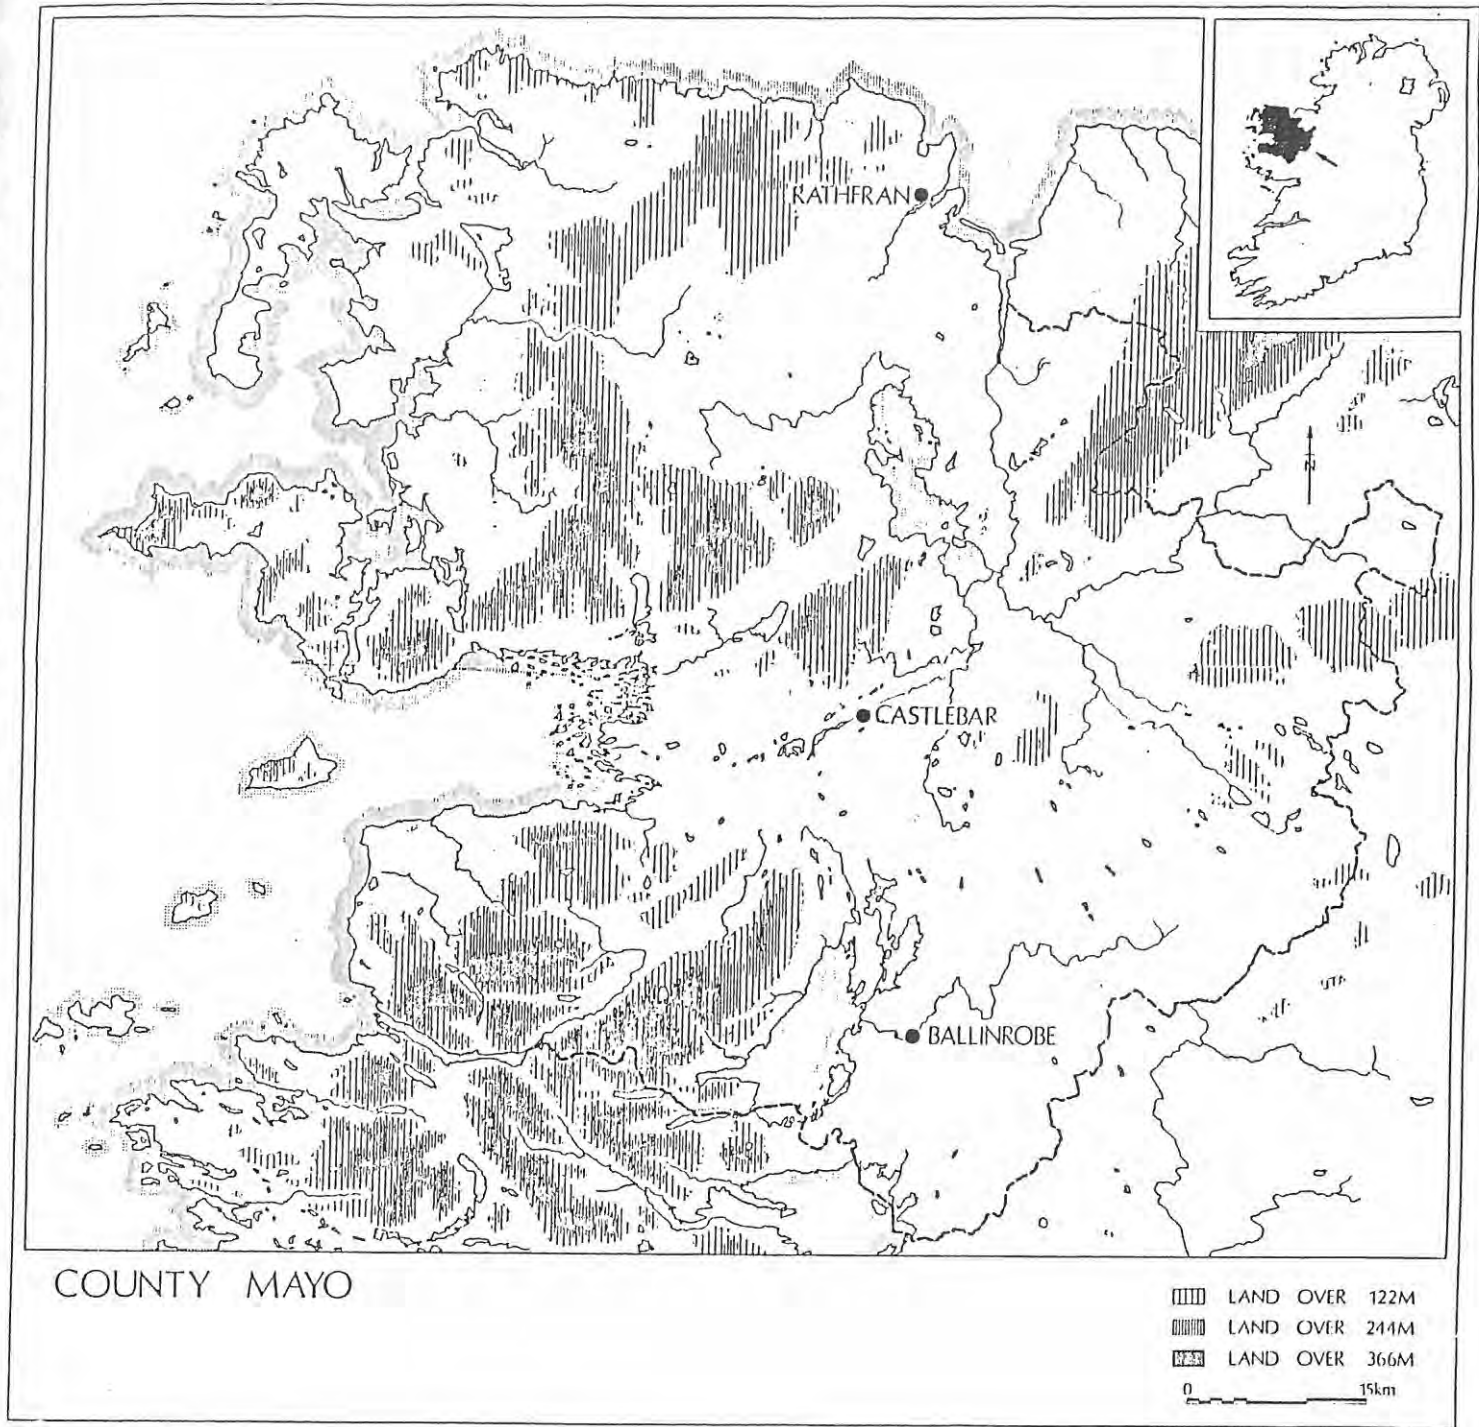 RATHFRAN
N
CASTLEBAR
BALLINROBE
COUNTY MAYO
LAND OVER 122M
LAND OVER 244M
LAND OVER 366M
0 15km